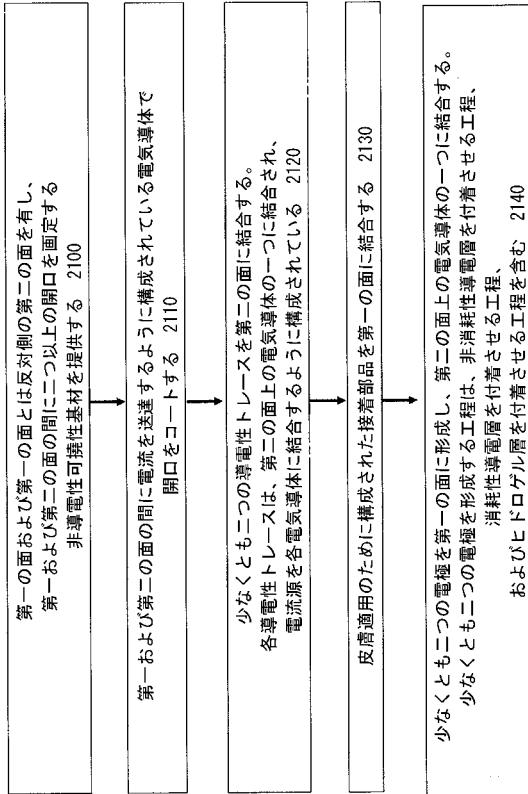 第一の面および第一の面とは反対側の第二の面を有し、
第一および第二の面の間に二つ以上の開口を画定する
非導電性可撓性基材を提供する 2100
第一および第二の面の間に電流を送達するように構成されている電気導体で
開口をコートする 2110
少なくとも二つの導電性トレースを第二の面に結合する。
各導電性トレースは、第二の面上の電気導体の一つに結合され、
電流源を各電気導体に結合するように構成されている 2120
皮膚適用のために構成された接着部品を第一の面に結合する 2130
少なくとも二つの電極を第一の面に形成し、第二の面上の電気導体の一つに結合する。
少なくとも二つの電極を形成する工程は、非消耗性導電層を付着させる工程、
消耗性導電層を付着させる工程、
およびヒドロゲル層を付着させる工程を含む 2140